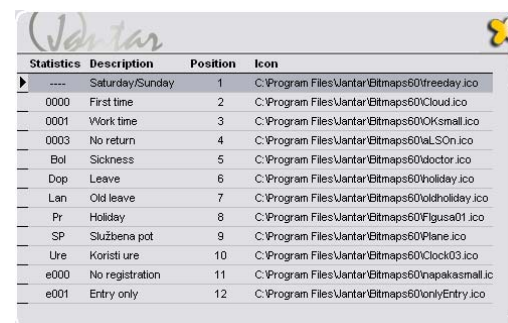 Jantar
Statistics Description Position Icon
---- Saturday/Sunday 1 C:\Program Files\Jantar\Bitmaps60\freeday.ico
0000 First time 2 C:\Program Files\Jantar\Bitmaps60\Cloud.ico
0001 Work time 3 C:\Program Files\Jantar\Bitmaps60\OKsmall.ico
0003 No return 4 C:\Program Files\Jantar\Bitmaps60\aLSOn.ico
Bol Sickness 5 C:\Program Files\Jantar\Bitmaps60\doctor.ico
Dop Leave 6 C:\Program Files\Jantar\Bitmaps60\holiday.ico
Lan Old leave 7 C:\Program Files\Jantar\Bitmaps60\oldholiday.ico
Pr Holiday 8 C:\Program Files\Jantar\Bitmaps60\Flgusa01.ico
SP Službena pot 9 C:\Program Files\Jantar\Bitmaps60\Plane.ico
Ure Koristi ure 10 C:\Program Files\Jantar\Bitmaps60\Clock03.ico
e000 No registration 11 C:\Program Files\Jantar\Bitmaps60\napakasmall.ic
e001 Entry only 12 C:\Program Files\Jantar\Bitmaps60\onlyEntry.ico